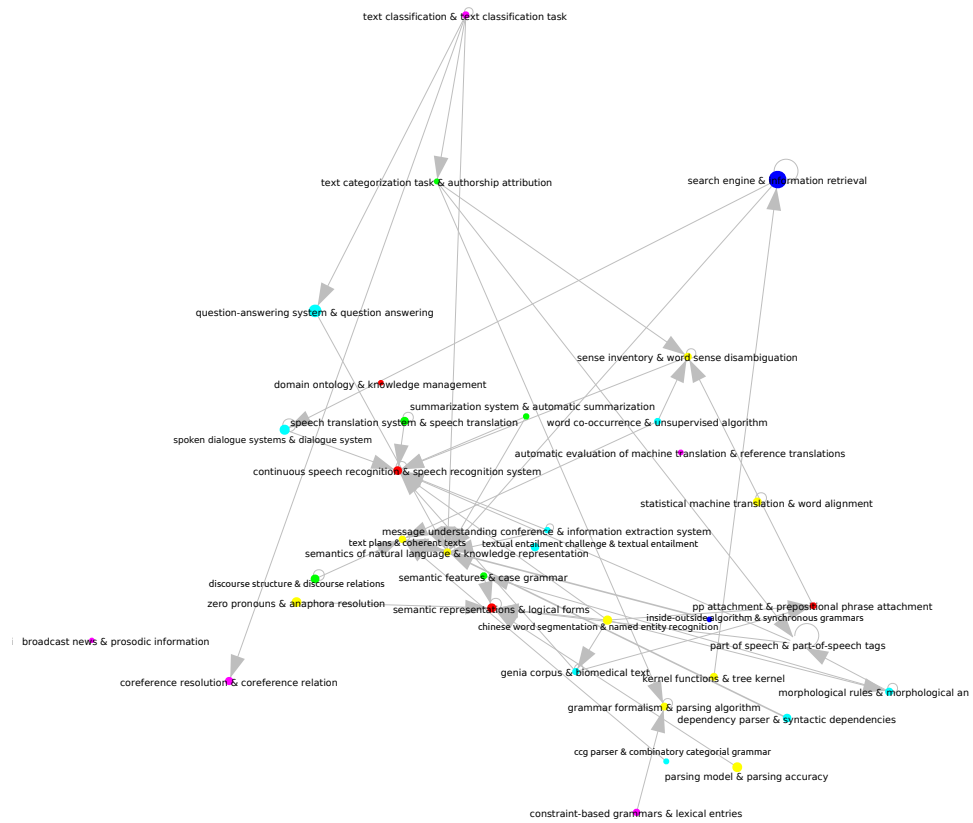 text classification & text classification task
text categorization task & authorship attribution
search engine & information retrieval
question-answering system & question answering
sense inventory & word sense disambiguation
domain ontology & knowledge management
summarization system & automatic summarization
speech translation system & speech translation
word co-occurrence & unsupervised algorithm
spoken dialogue systems & dialogue system
automatic evaluation of machine translation & reference translations
continuous speech recognition & speech recognition system
statistical machine translation & word alignment
message understanding conference & information extraction system
text plans & coherent texts
textual entailment challenge & textual entailment
semantics of natural language & knowledge representation
semantic features & case grammar
discourse structure & discourse relations
zero pronouns & anaphora resolution
semantic representations & logical forms
pp attachment & prepositional phrase attachment
inside-outside algorithm & synchronous grammars
chinese word segmentation & named entity recognition
broadcast news & prosodic information
part of speech & part-of-speech tags
genia corpus & biomedical text
kernel functions & tree kernel
coreference resolution & coreference relation
morphological rules & morphological an
grammar formalism & parsing algorithm
dependency parser & syntactic dependencies
ccg parser & combinatory categorial grammar
parsing model & parsing accuracy
constraint-based grammars & lexical entries